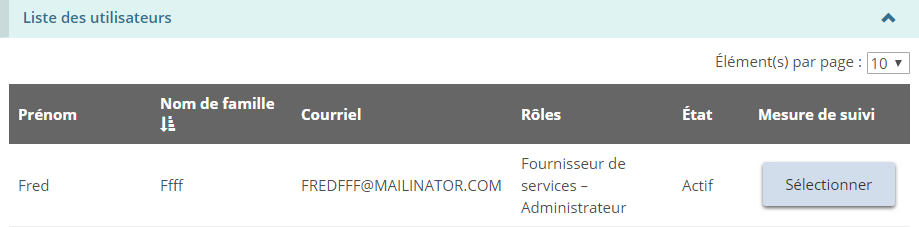 Liste des utilisateurs
Élément(s) par page : 10
Prénom
Nom de famille
Courriel
Rôles
État
Mesure de suivi
Fred
Ffff
FREDFFF@MAILINATOR.COM
Fournisseur de
services –
Administrateur
Actif
Sélectionner